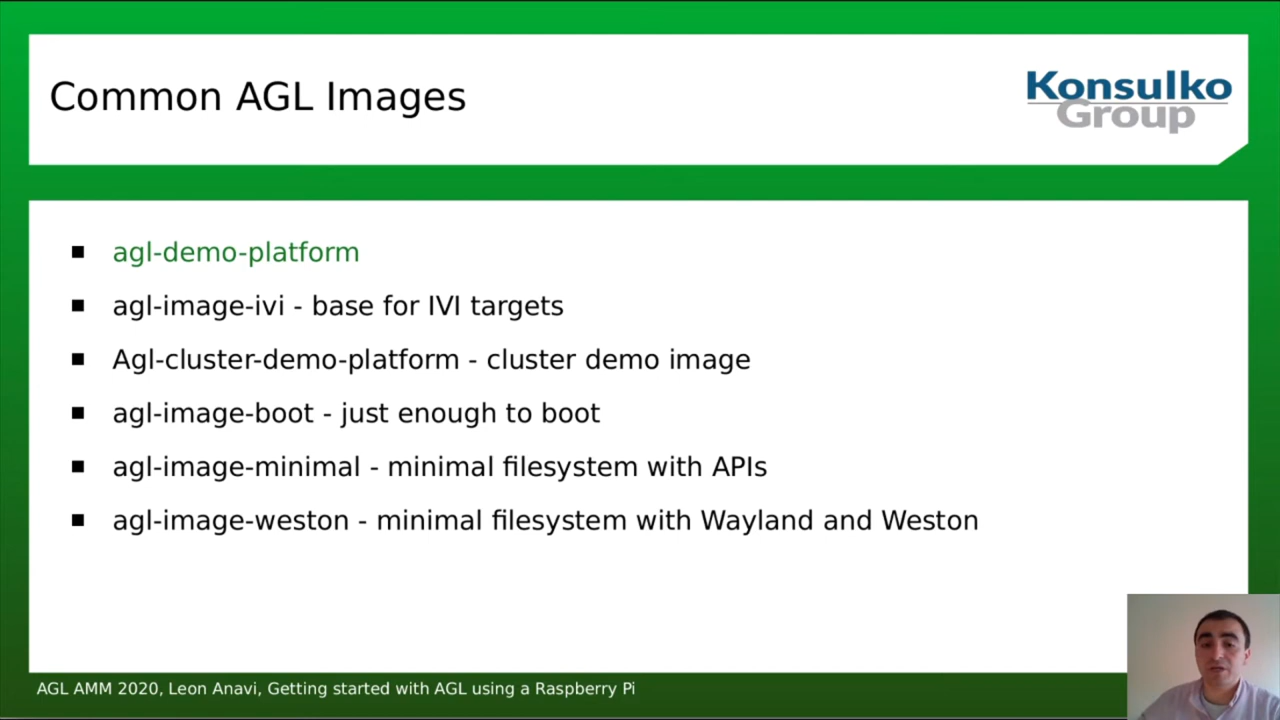 Common AGL Images
Konsulko
Group
agl-demo-platform
agl-image-ivi - base for IVI targets
Agl-cluster-demo-platform - cluster demo image
agl-image-boot - just enough to boot
agl-image-minimal - minimal filesystem with APIs
agl-image-weston - minimal filesystem with Wayland and Weston
AGL AMM 2020, Leon Anavi, Getting started with AGL using a Raspberry Pi